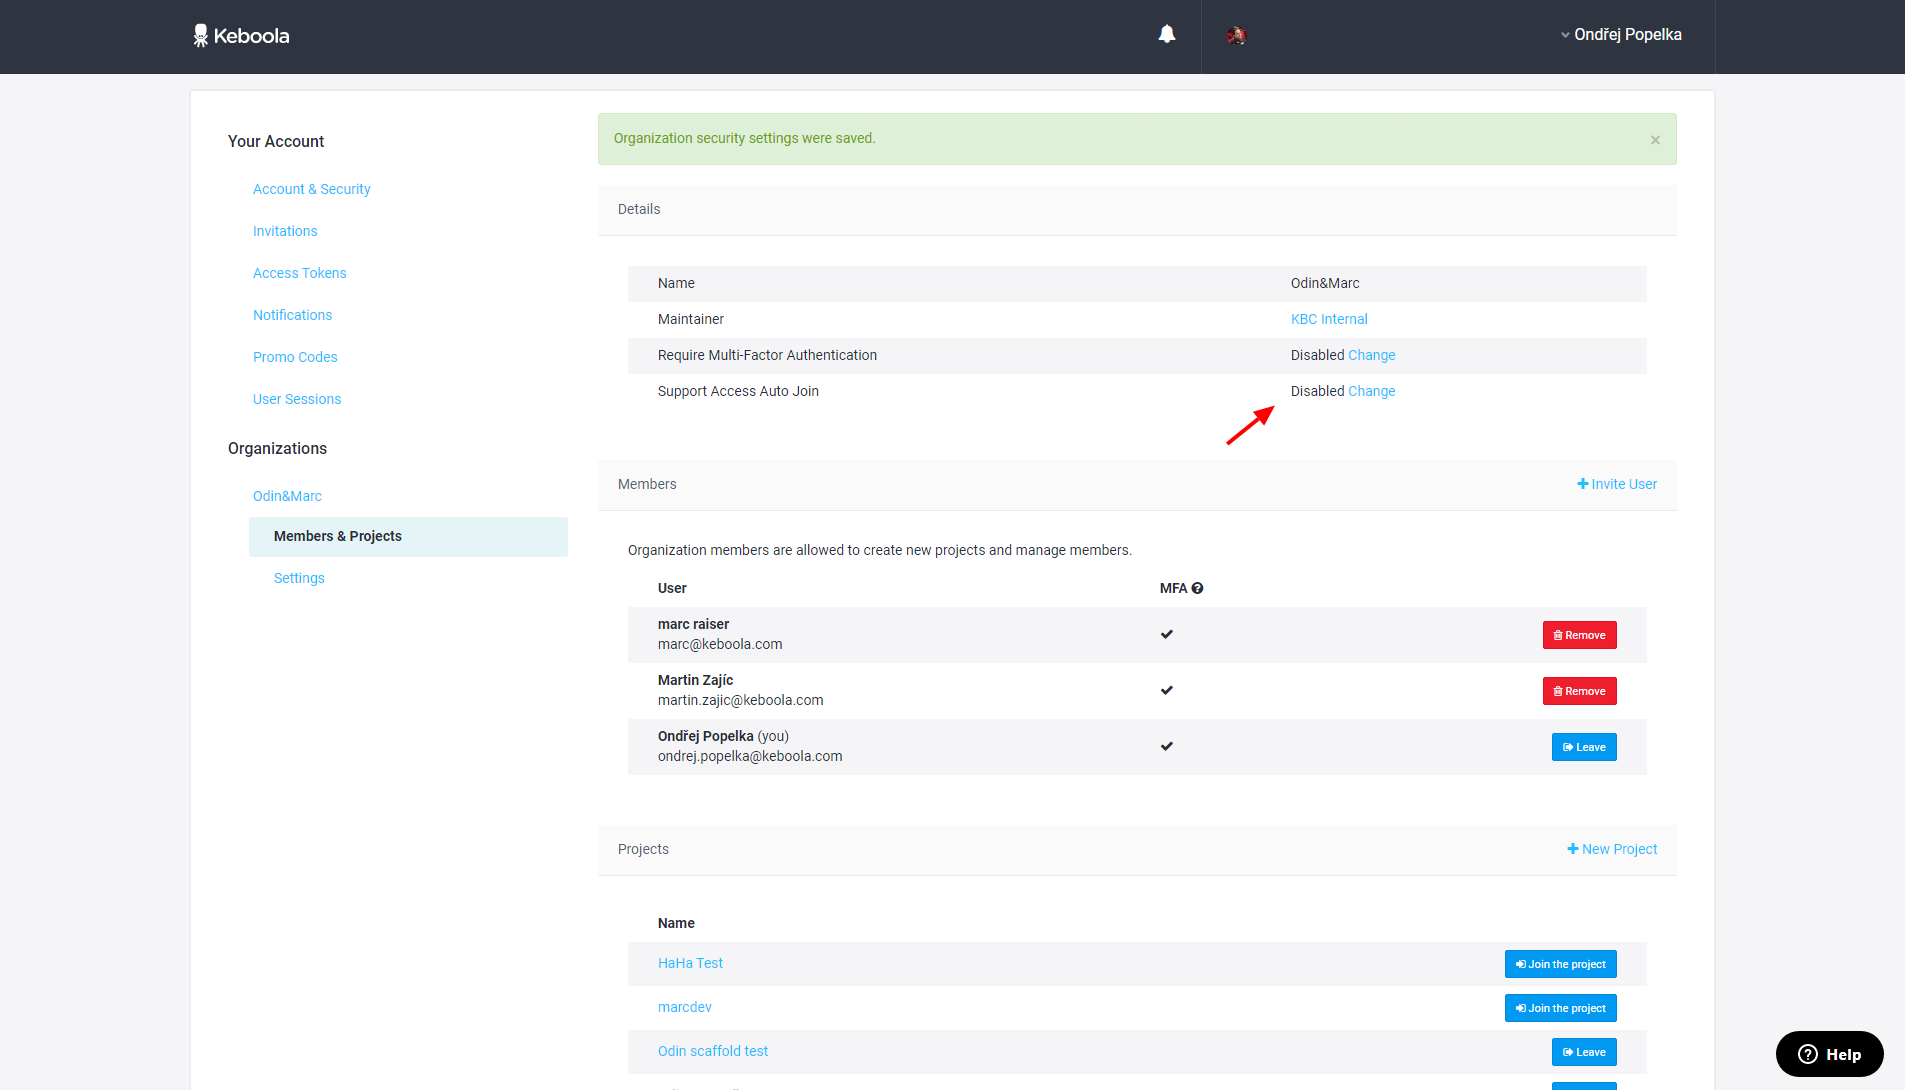 Keboola
Ondřej Popelka
Your Account
Account & Security
Invitations
Access Tokens
Notifications
Promo Codes
User Sessions
Organizations
Odin&Marc
Members & Projects
Settings
Organization security settings were saved.
×
Details
Name Odin&Marc
Maintainer KBC Internal
Require Multi-Factor Authentication Disabled Change
Support Access Auto Join Disabled Change
Members + Invite User
Organization members are allowed to create new projects and manage members.
User MFA ?
marc raiser
marc@keboola.com
Remove
Martin Zajíc
martin.zajic@keboola.com
Remove
Ondřej Popelka (you)
ondrej.popelka@keboola.com
Leave
Projects + New Project
Name
HaHa Test Join the project
marcdev Join the project
Odin scaffold test Leave
? Help